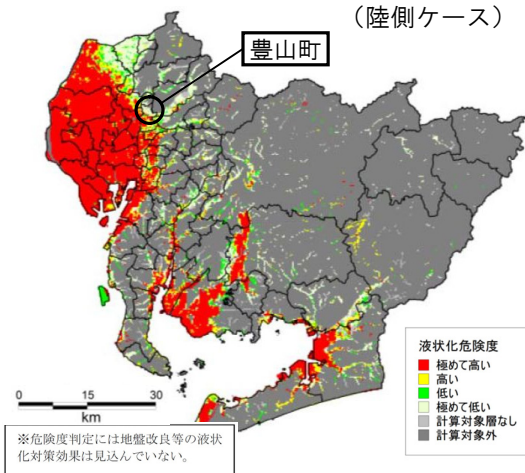 (陸側ケース)
豊山町
液状化危険度
極めて高い
高い
低い
極めて低い
計算対象層なし
計算対象外
0 15 30
km
※危険度判定には地盤改良等の液状
化対策効果は見込んでいない。